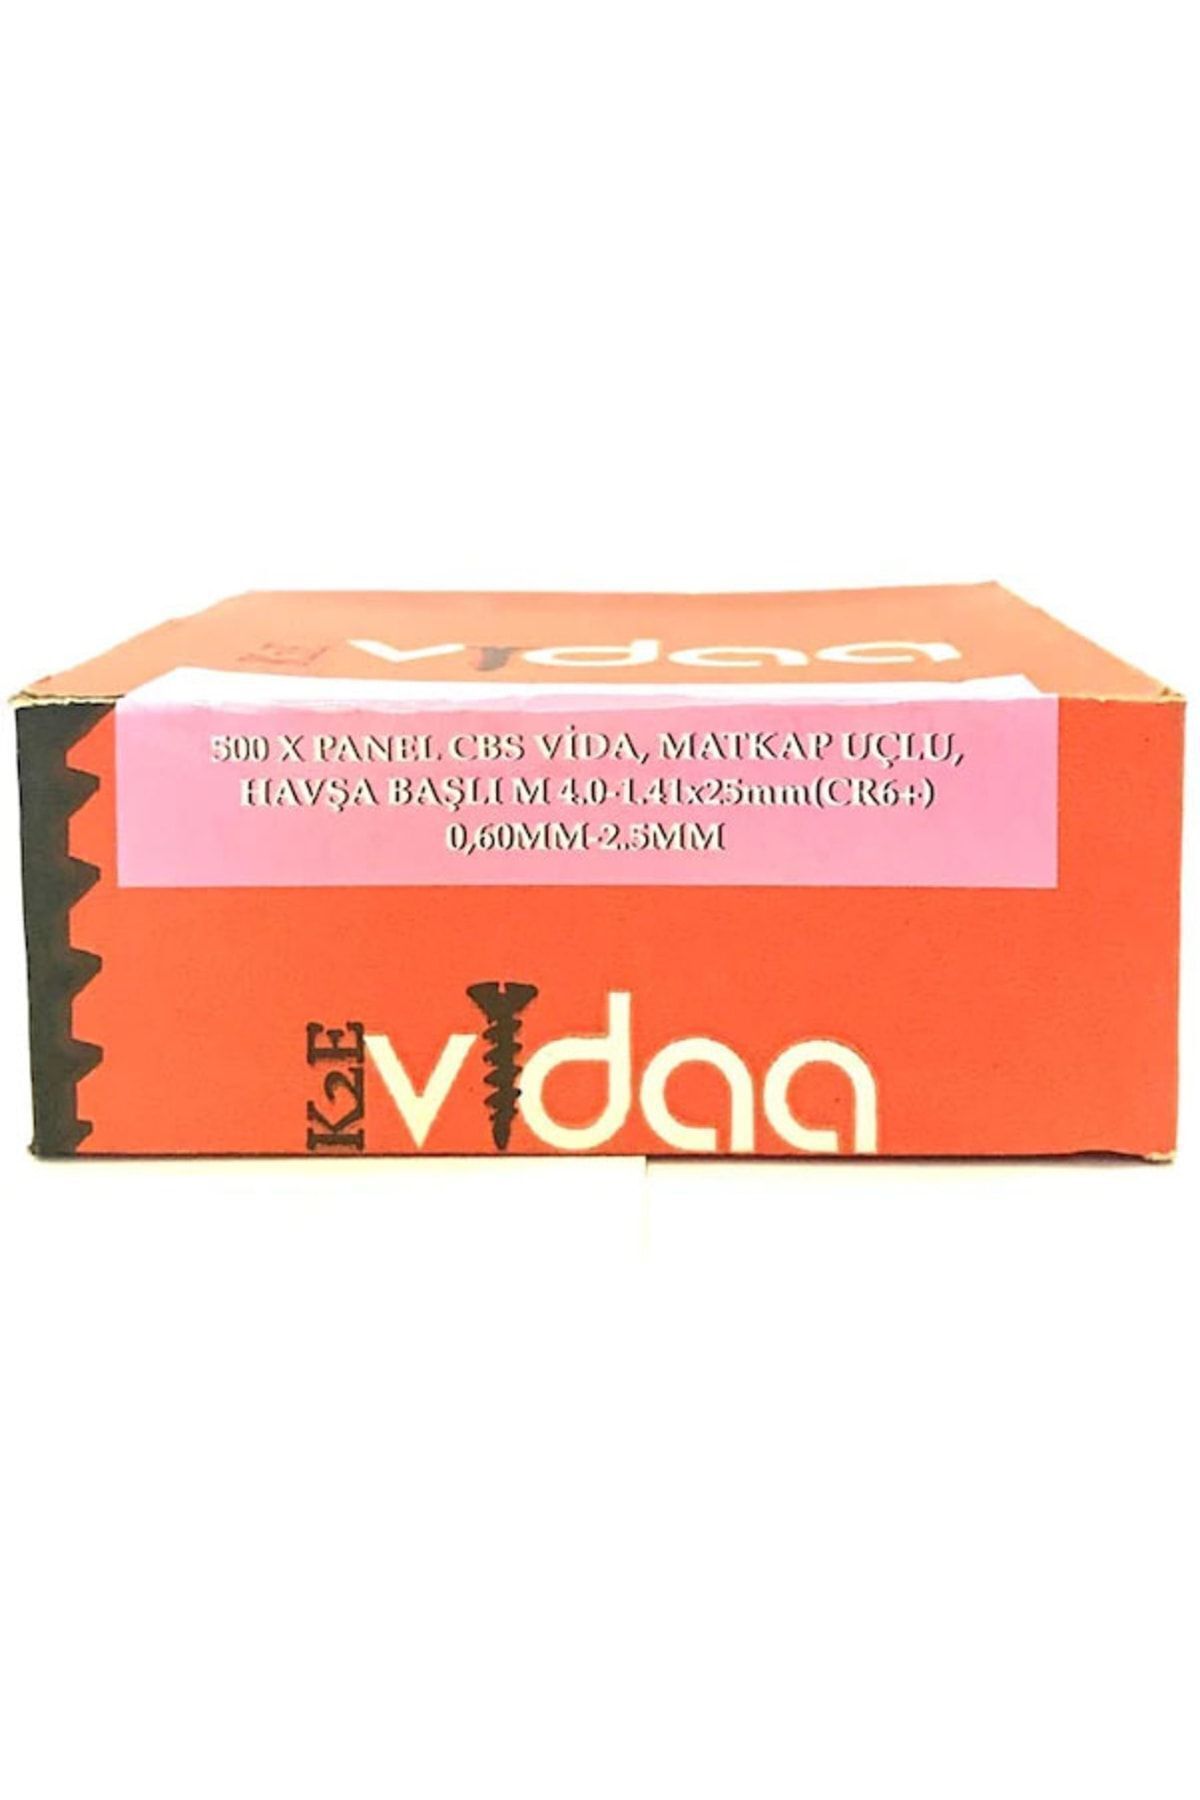 K2E vidaa
500 X PANEL CBS VİDA, MATKAP UÇLU,
HAVŞA BAŞLI M 4.0-1.41x25mm(CR6+)
0,60MM-2.5MM
K2E vidaa